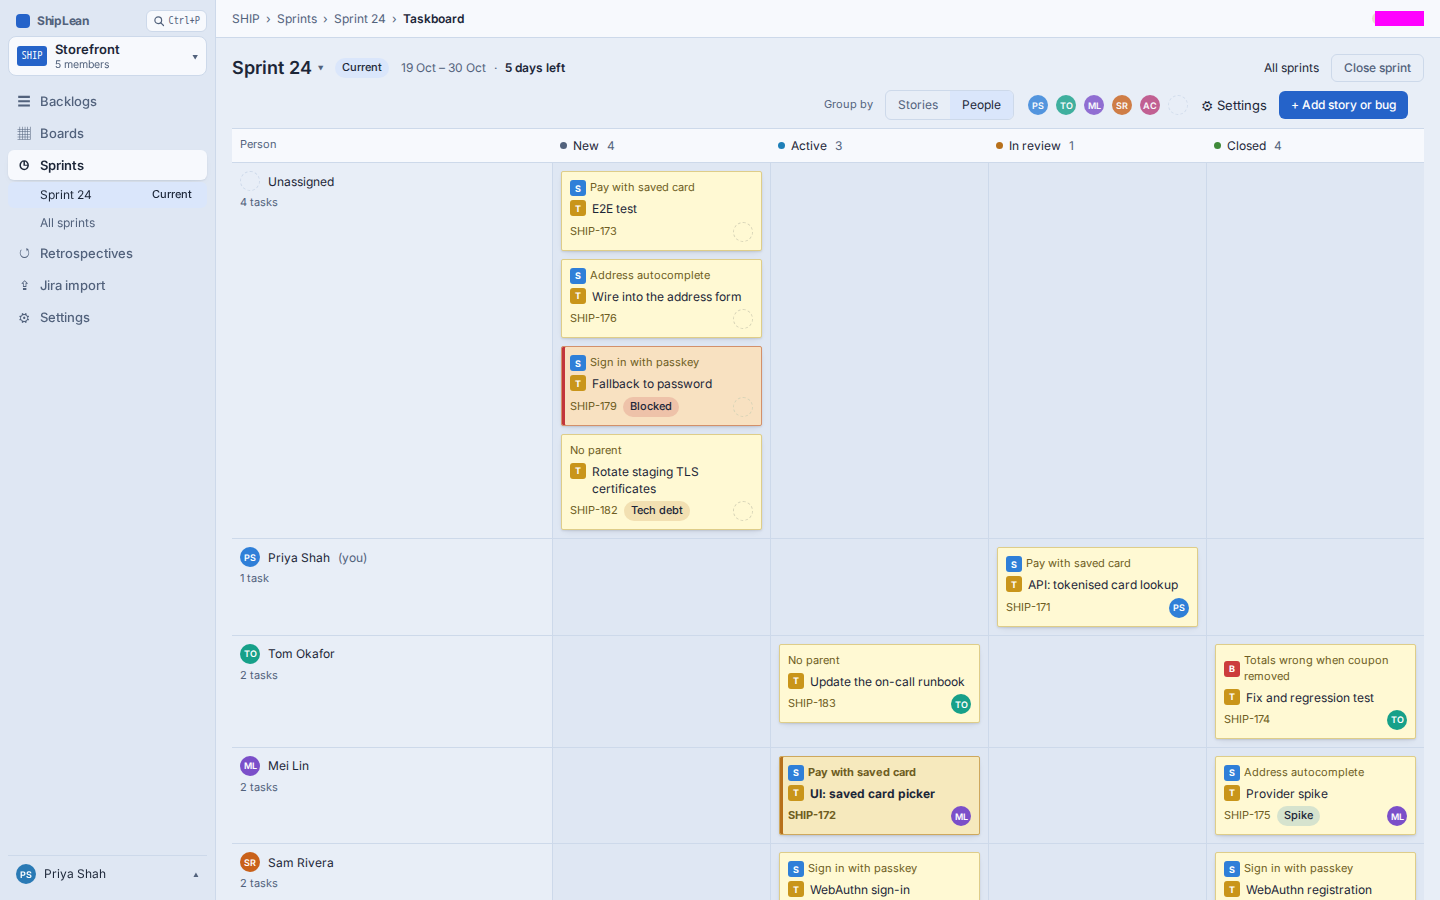 ShipLean
Ctrl+P
SHIP
Storefront
5 members
Backlogs
Boards
Sprints
Sprint 24
Current
All sprints
Retrospectives
Jira import
Settings
PS
Priya Shah
SHIP › Sprints › Sprint 24 › Taskboard
Sprint 24
Current
19 Oct – 30 Oct · 5 days left
All sprints
Close sprint
Group by
Stories
People
PS
TO
ML
SR
AC
Settings
+ Add story or bug
Person
New 4
Active 3
In review 1
Closed 4
Unassigned
4 tasks
S Pay with saved card
T E2E test
SHIP-173
S Address autocomplete
T Wire into the address form
SHIP-176
S Sign in with passkey
T Fallback to password
SHIP-179 Blocked
No parent
T Rotate staging TLS
certificates
SHIP-182 Tech debt
PS Priya Shah (you)
1 task
S Pay with saved card
T API: tokenised card lookup
SHIP-171 PS
TO Tom Okafor
2 tasks
No parent
T Update the on-call runbook
SHIP-183 TO
B Totals wrong when coupon
removed
T Fix and regression test
SHIP-174 TO
ML Mei Lin
2 tasks
S Pay with saved card
T UI: saved card picker
SHIP-172 ML
S Address autocomplete
T Provider spike
SHIP-175 Spike ML
SR Sam Rivera
2 tasks
S Sign in with passkey
T WebAuthn sign-in
S Sign in with passkey
T WebAuthn registration